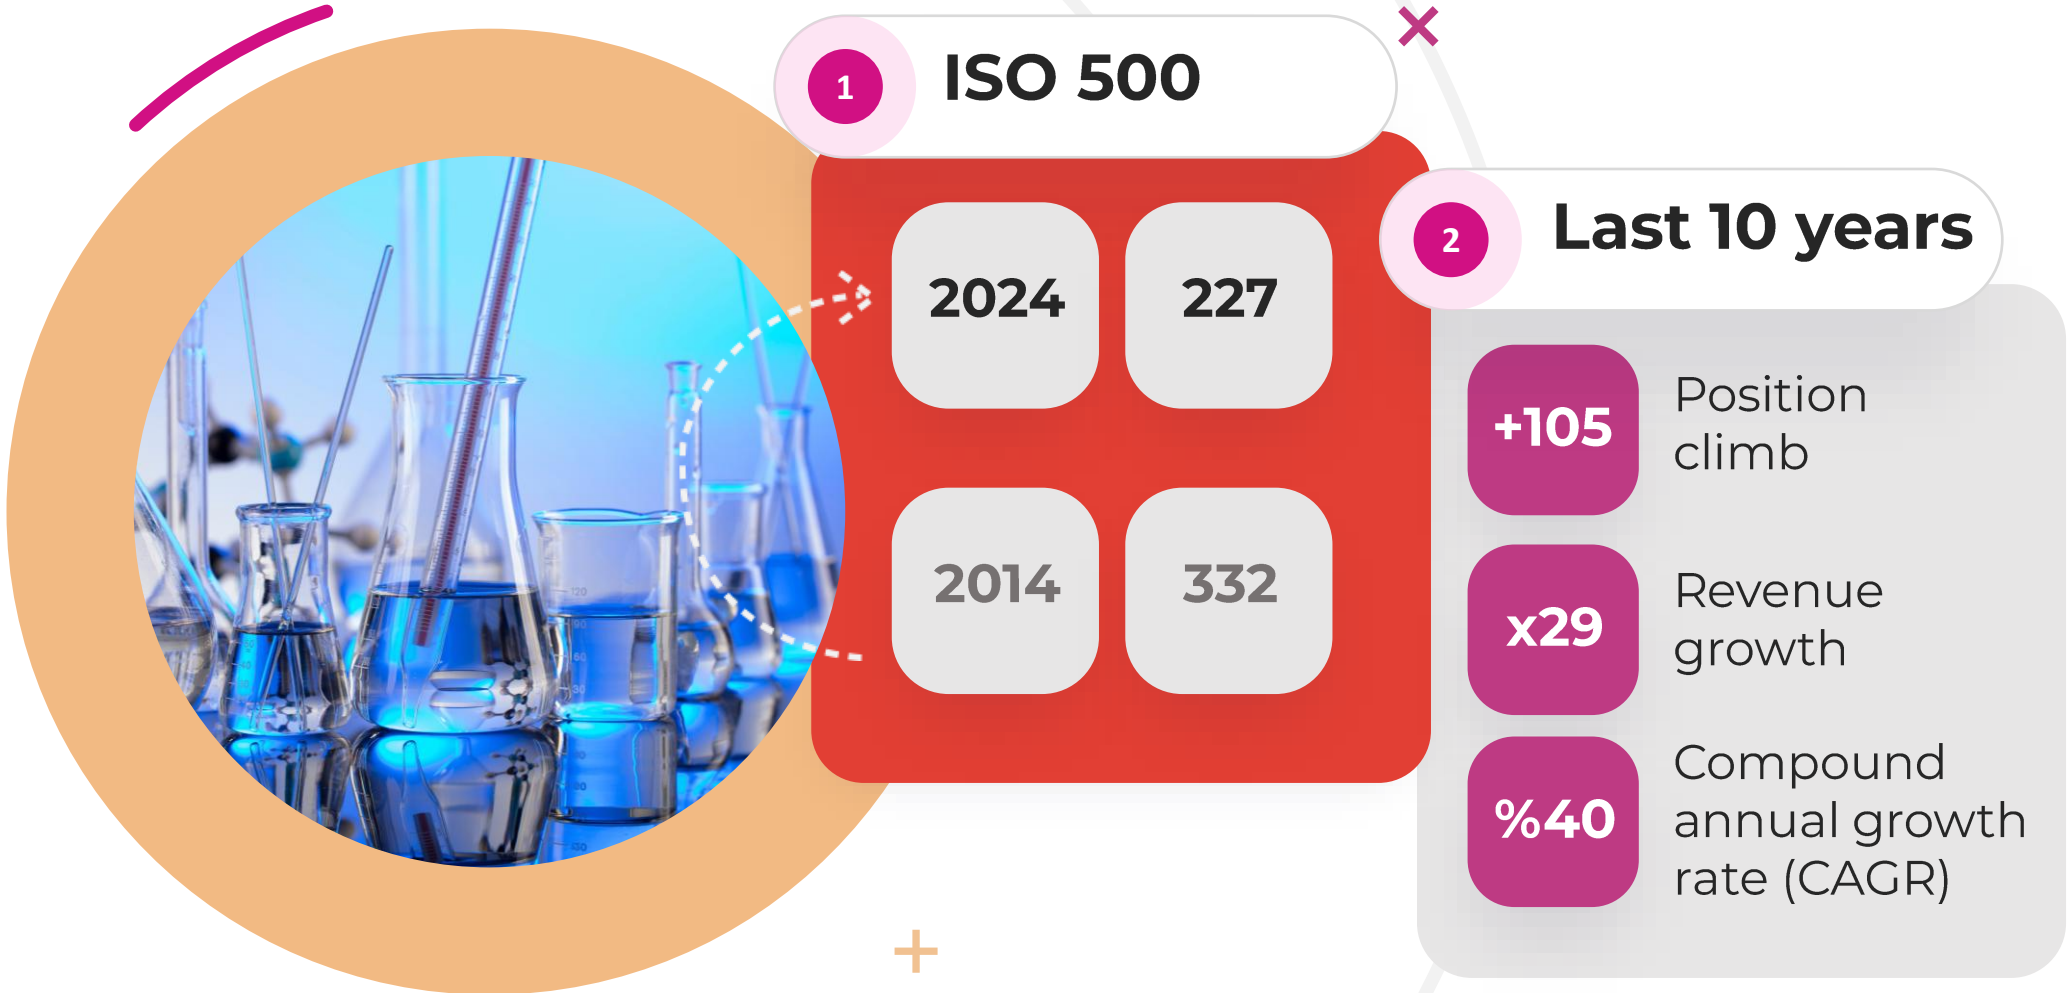 1
ISO 500
2024
227
2014
332
2
Last 10 years
+105
Position
climb
x29
Revenue
growth
%40
Compound
annual growth
rate (CAGR)